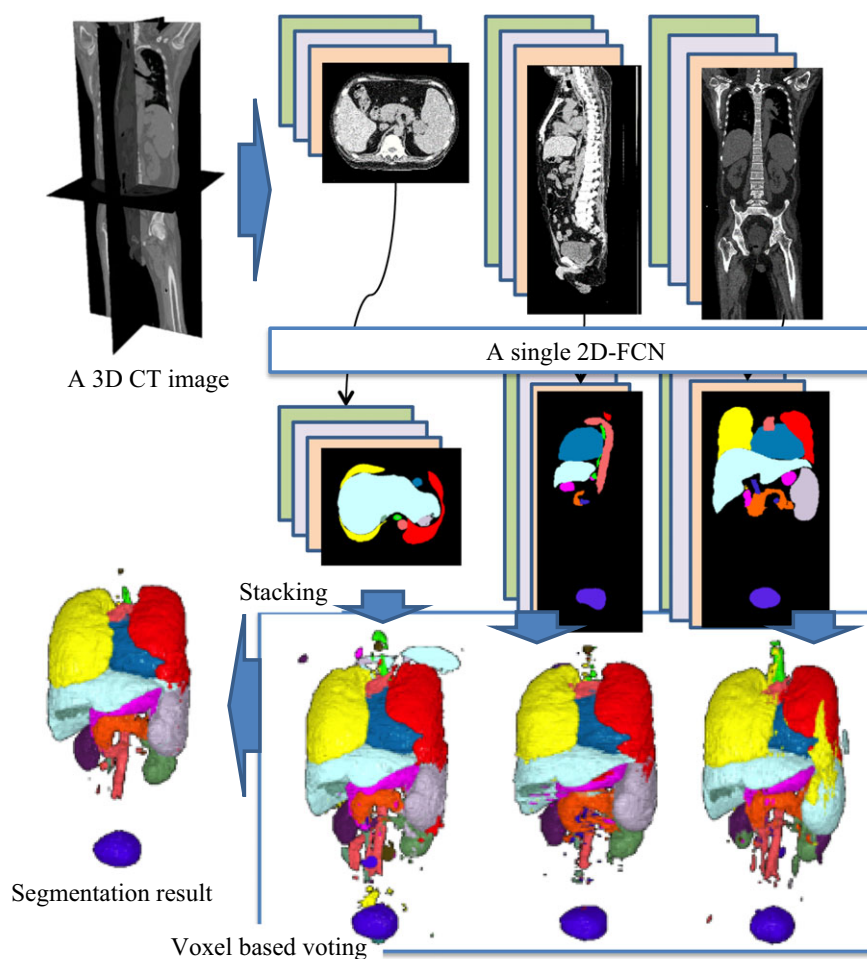 A single 2D-FCN
A 3D CT image
Stacking
Segmentation result
Voxel based voting